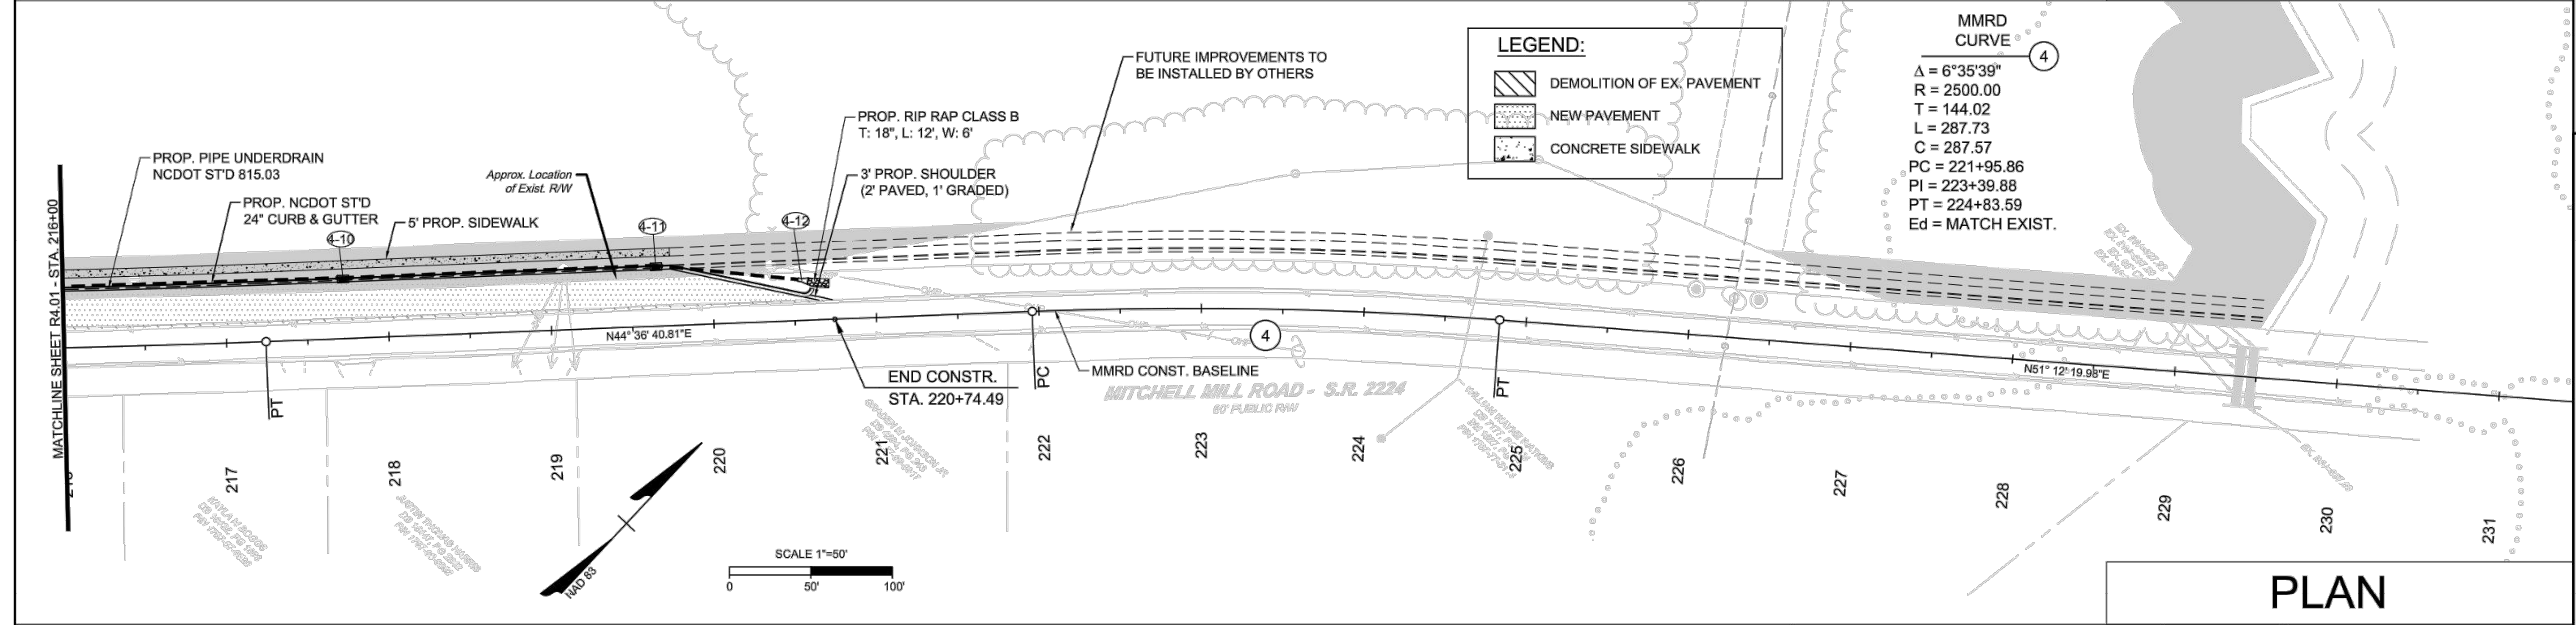 MATCHLINE SHEET R4.01 - STA. 216+00
PROP. PIPE UNDERDRAIN
NCDOT ST'D 815.03
PROP. NCDOT ST'D
24" CURB & GUTTER
4-10
5' PROP. SIDEWALK
Approx. Location
of Exist. R/W
4-11
4-12
PROP. RIP RAP CLASS B
T: 18", L: 12', W: 6'
3' PROP. SHOULDER
(2' PAVED, 1' GRADED)
FUTURE IMPROVEMENTS TO
BE INSTALLED BY OTHERS
LEGEND:
DEMOLITION OF EX. PAVEMENT
NEW PAVEMENT
CONCRETE SIDEWALK
MMRD
CURVE
4
Δ = 6°35'39"
R = 2500.00
T = 144.02
L = 287.73
C = 287.57
PC = 221+95.86
PI = 223+39.88
PT = 224+83.59
Ed = MATCH EXIST.
N44° 36' 40.81"E
PT
END CONSTR.
STA. 220+74.49
PC
MMRD CONST. BASELINE
4
MITCHELL MILL ROAD - S.R. 2224
60' PUBLIC R/W
PT
N51° 12' 19.98"E
217
218
219
220
221
222
223
224
225
226
227
228
229
230
231
NAD 83
SCALE 1"=50'
0 50' 100'
PLAN